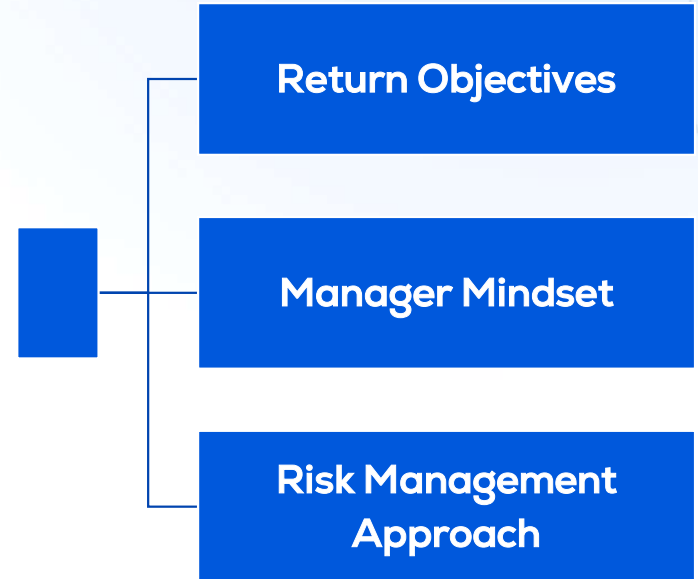 Return Objectives
Manager Mindset
Risk Management
Approach